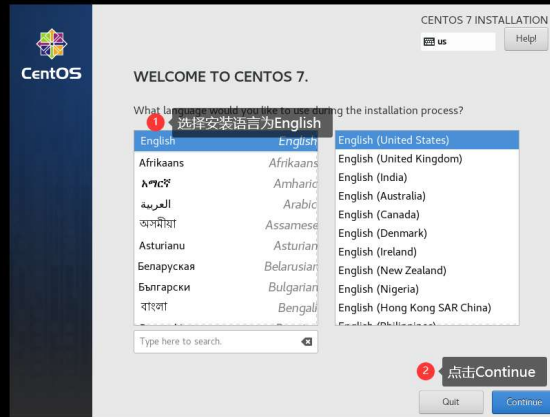 CENTOS 7 INSTALLATION
us
Help!
CentOS
WELCOME TO CENTOS 7.
What language would you like to use during the installation process?
1 选择安装语言为English
English English
Afrikaans Afrikaans
አማርኛ Amharic
العربية Arabic
অসমীয়া Assamese
Asturianu Asturian
Беларуская Belarusian
Български Bulgarian
বাংলা Bengali
English (United States)
English (United Kingdom)
English (India)
English (Australia)
English (Canada)
English (Denmark)
English (Ireland)
English (New Zealand)
English (Nigeria)
English (Hong Kong SAR China)
English (Philippines)
Type here to search.
2 点击Continue
Quit
Continue